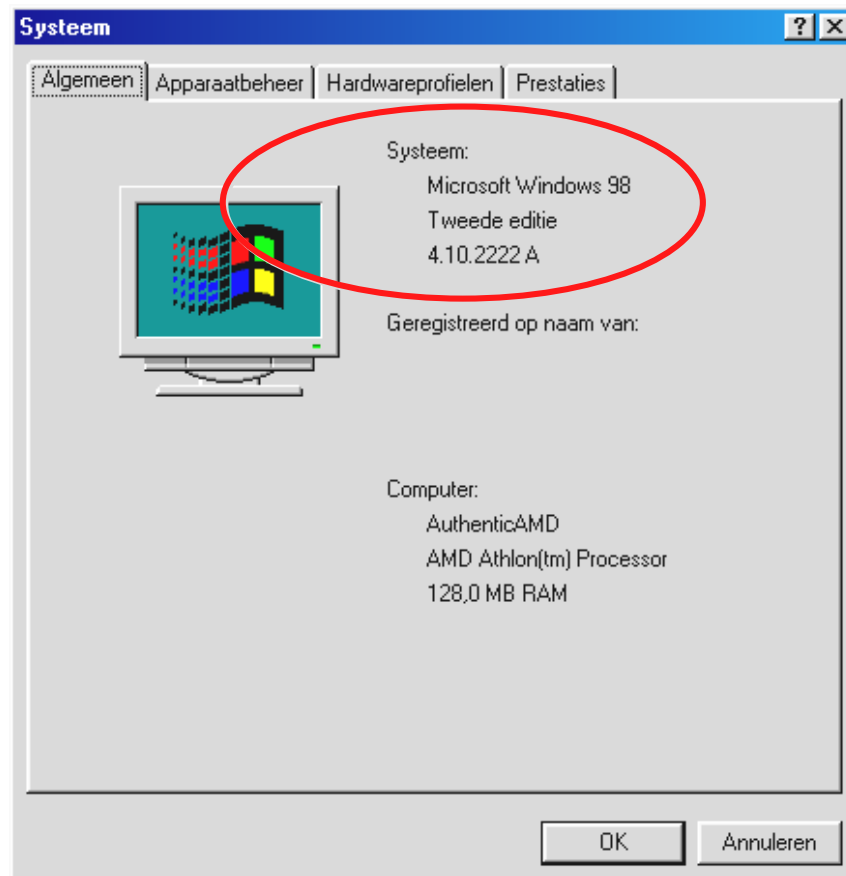 Systeem
Algemeen Apparaatbeheer Hardwareprofielen Prestaties
Systeem:
Microsoft Windows 98
Tweede editie
4.10.2222 A
Geregistreerd op naam van:
Computer:
AuthenticAMD
AMD Athlon(tm) Processor
128,0 MB RAM
OK Annuleren